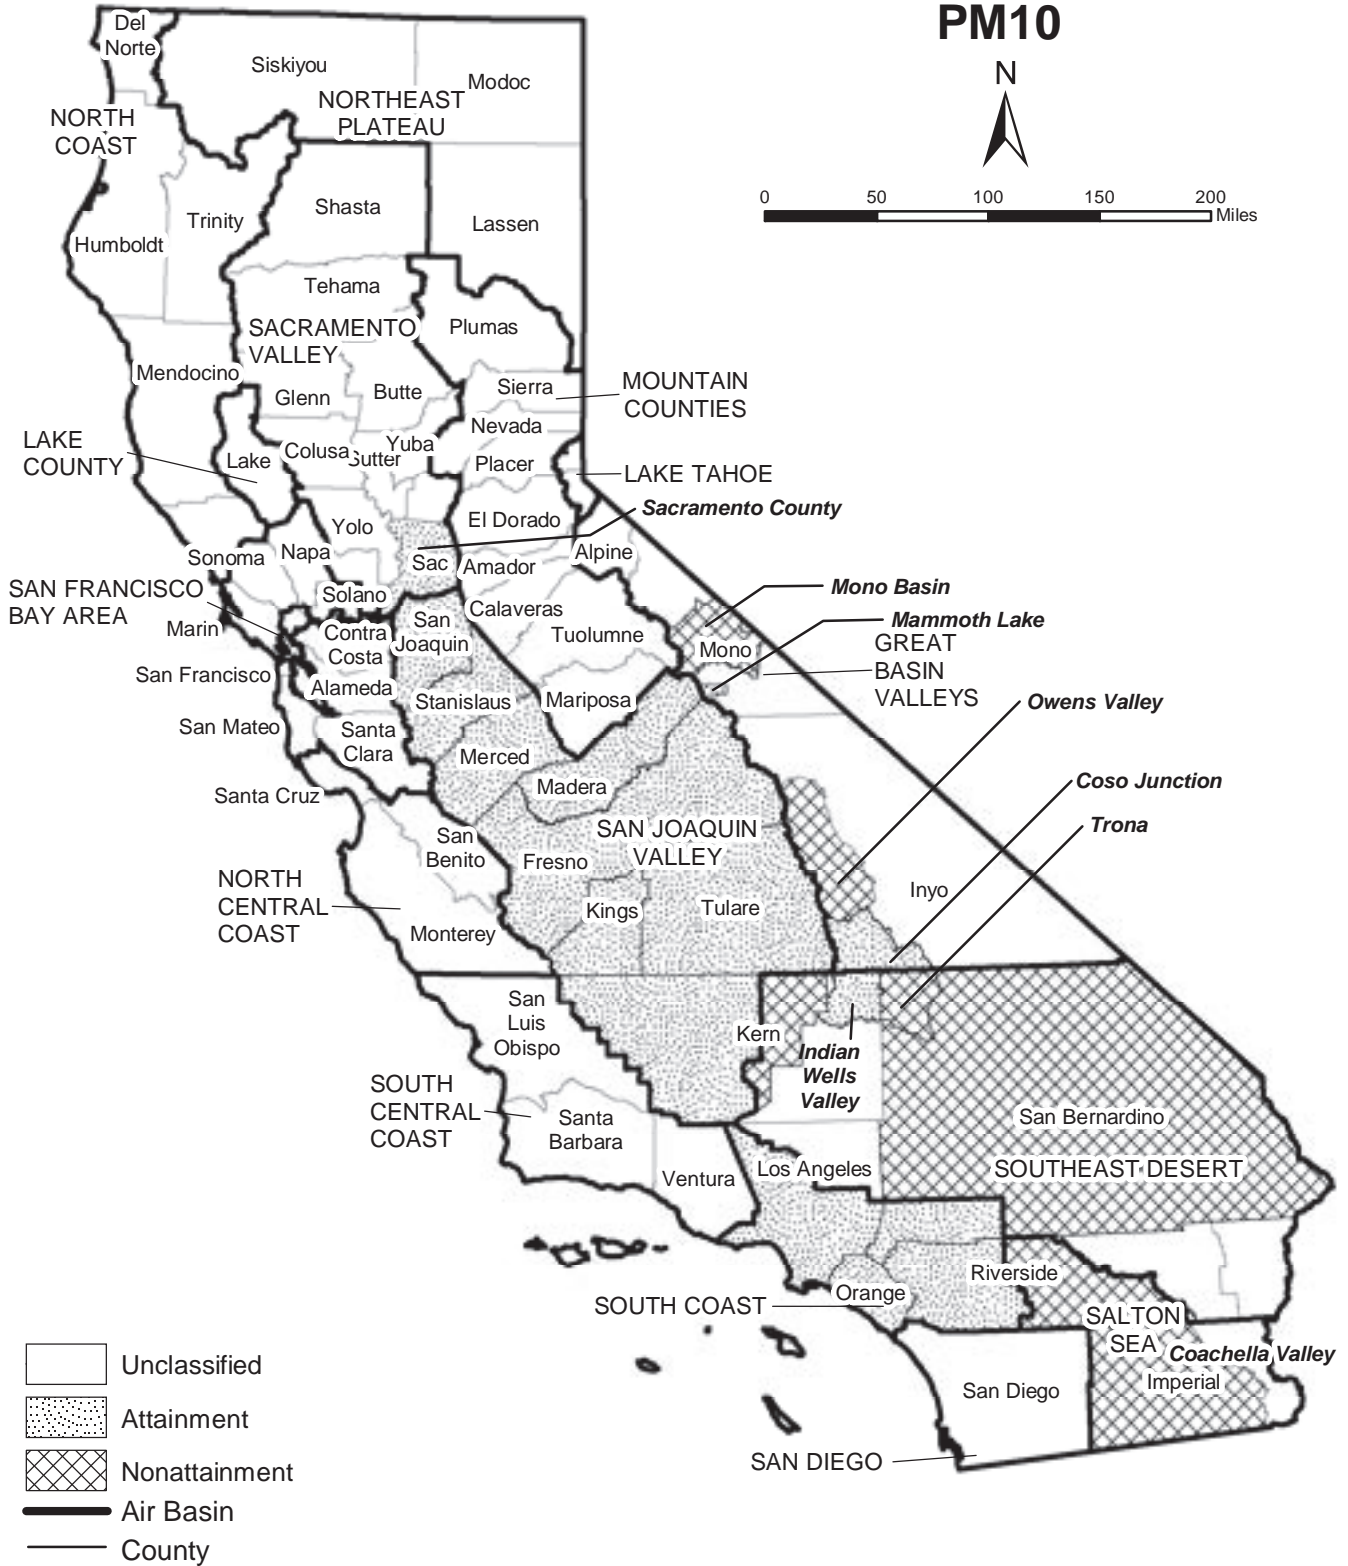 PM10
N
0 50 100 150 200
Miles
Del
Norte
Siskiyou
Modoc
NORTHEAST
PLATEAU
NORTH
COAST
Trinity
Shasta
Lassen
Humboldt
Tehama
SACRAMENTO
VALLEY
Plumas
Mendocino
Glenn
Butte
Sierra
MOUNTAIN
COUNTIES
Nevada
LAKE
COUNTY
Lake
Colusa
Sutter
Yuba
Placer
LAKE TAHOE
Sacramento County
Yolo
El Dorado
Sonoma
Napa
Sac
Amador
Alpine
SAN FRANCISCO
BAY AREA
Solano
Calaveras
Mono Basin
Marin
Contra
Costa
San
Joaquin
Tuolumne
Mammoth Lake
Mono
GREAT
BASIN
VALLEYS
San Francisco
Alameda
Stanislaus
Mariposa
Owens Valley
San Mateo
Santa
Clara
Merced
Santa Cruz
Madera
Coso Junction
Trona
San
Benito
SAN JOAQUIN
VALLEY
Fresno
Inyo
NORTH
CENTRAL
COAST
Kings
Tulare
Monterey
San
Luis
Obispo
Kern
Indian
Wells
Valley
SOUTH
CENTRAL
COAST
Santa
Barbara
San Bernardino
Ventura
Los Angeles
SOUTHEAST DESERT
Riverside
Orange
SOUTH COAST
SALTON
SEA
Coachella Valley
Imperial
San Diego
SAN DIEGO
Unclassified
Attainment
Nonattainment
Air Basin
County